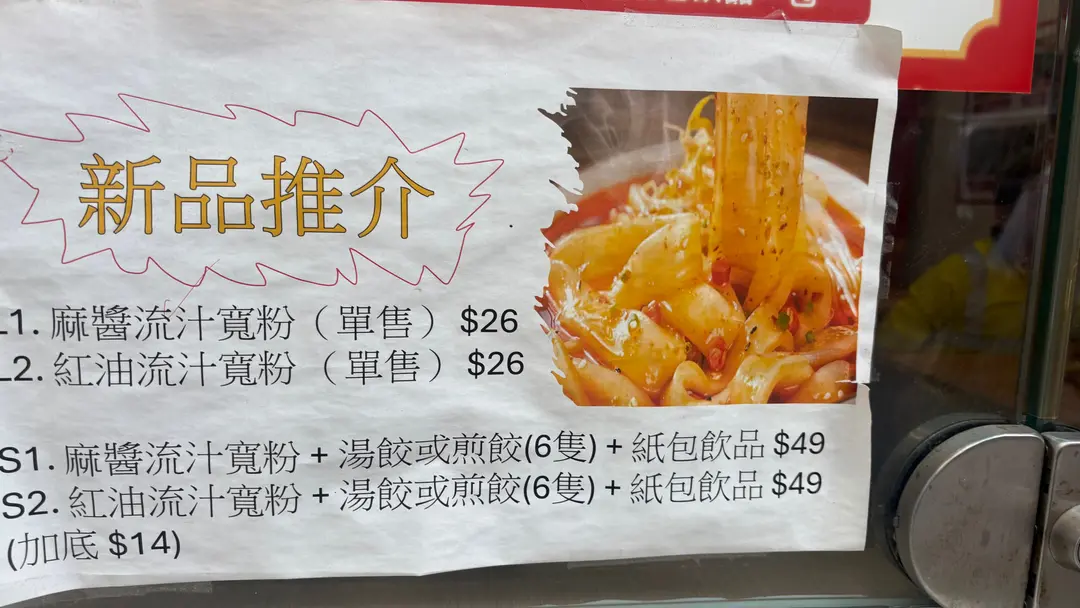 新品推介
L1. 麻醬流汁寬粉（單售）$26
L2. 紅油流汁寬粉（單售）$26
S1. 麻醬流汁寬粉 + 湯餃或煎餃(6隻) + 紙包飲品 $49
S2. 紅油流汁寬粉 + 湯餃或煎餃(6隻) + 紙包飲品 $49
(加底 $14)